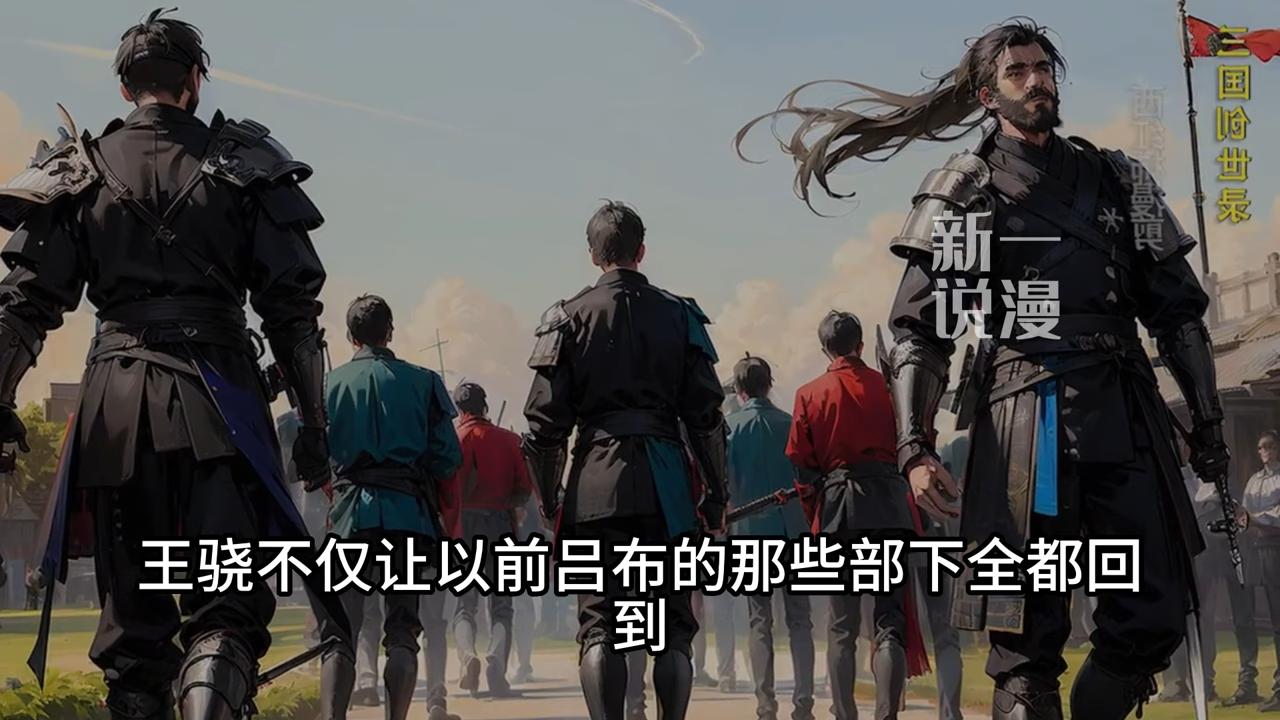 三国创世录
新一
说漫
王骁不仅让以前吕布的那些部下全都回
到